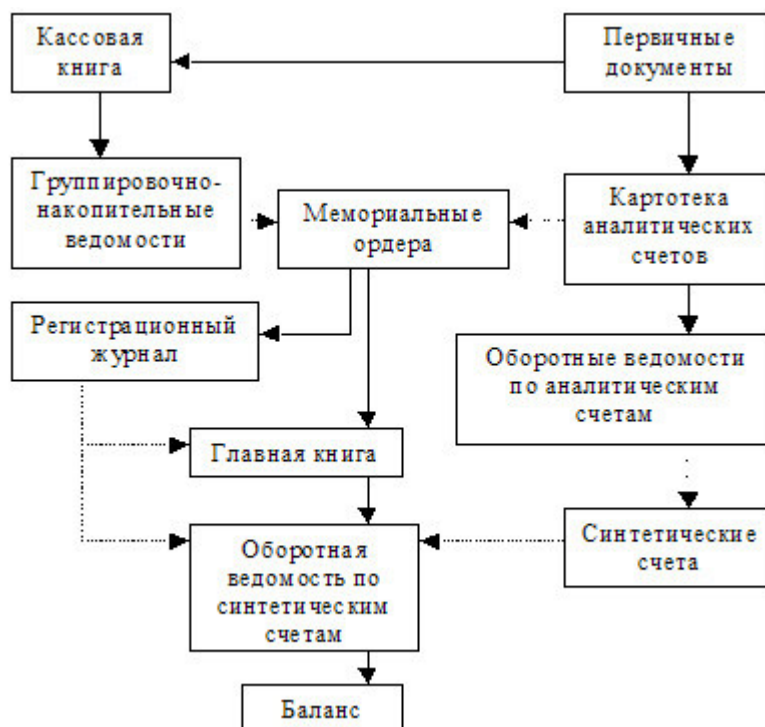 Кассовая
книга
Первичные
документы
Группировочно-
накопительные
ведомости
Мемориальные
ордера
Картотека
аналитических
счетов
Регистрационный
журнал
Оборотные ведомости
по аналитическим
счетам
Главная книга
Оборотная
ведомость по
синтетическим
счетам
Синтетические
счета
Баланс